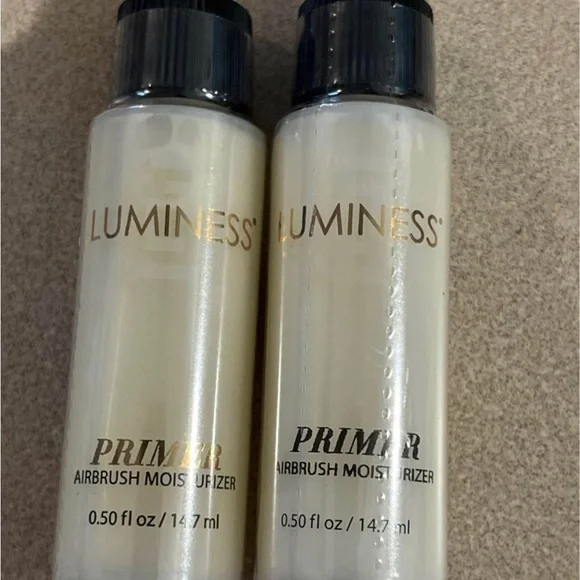 LUMINESS®
PRIMER
AIRBRUSH MOISTURIZER
0.50 fl oz / 14.7 ml
LUMINESS®
PRIMER
AIRBRUSH MOISTURIZER
0.50 fl oz / 14.7 ml